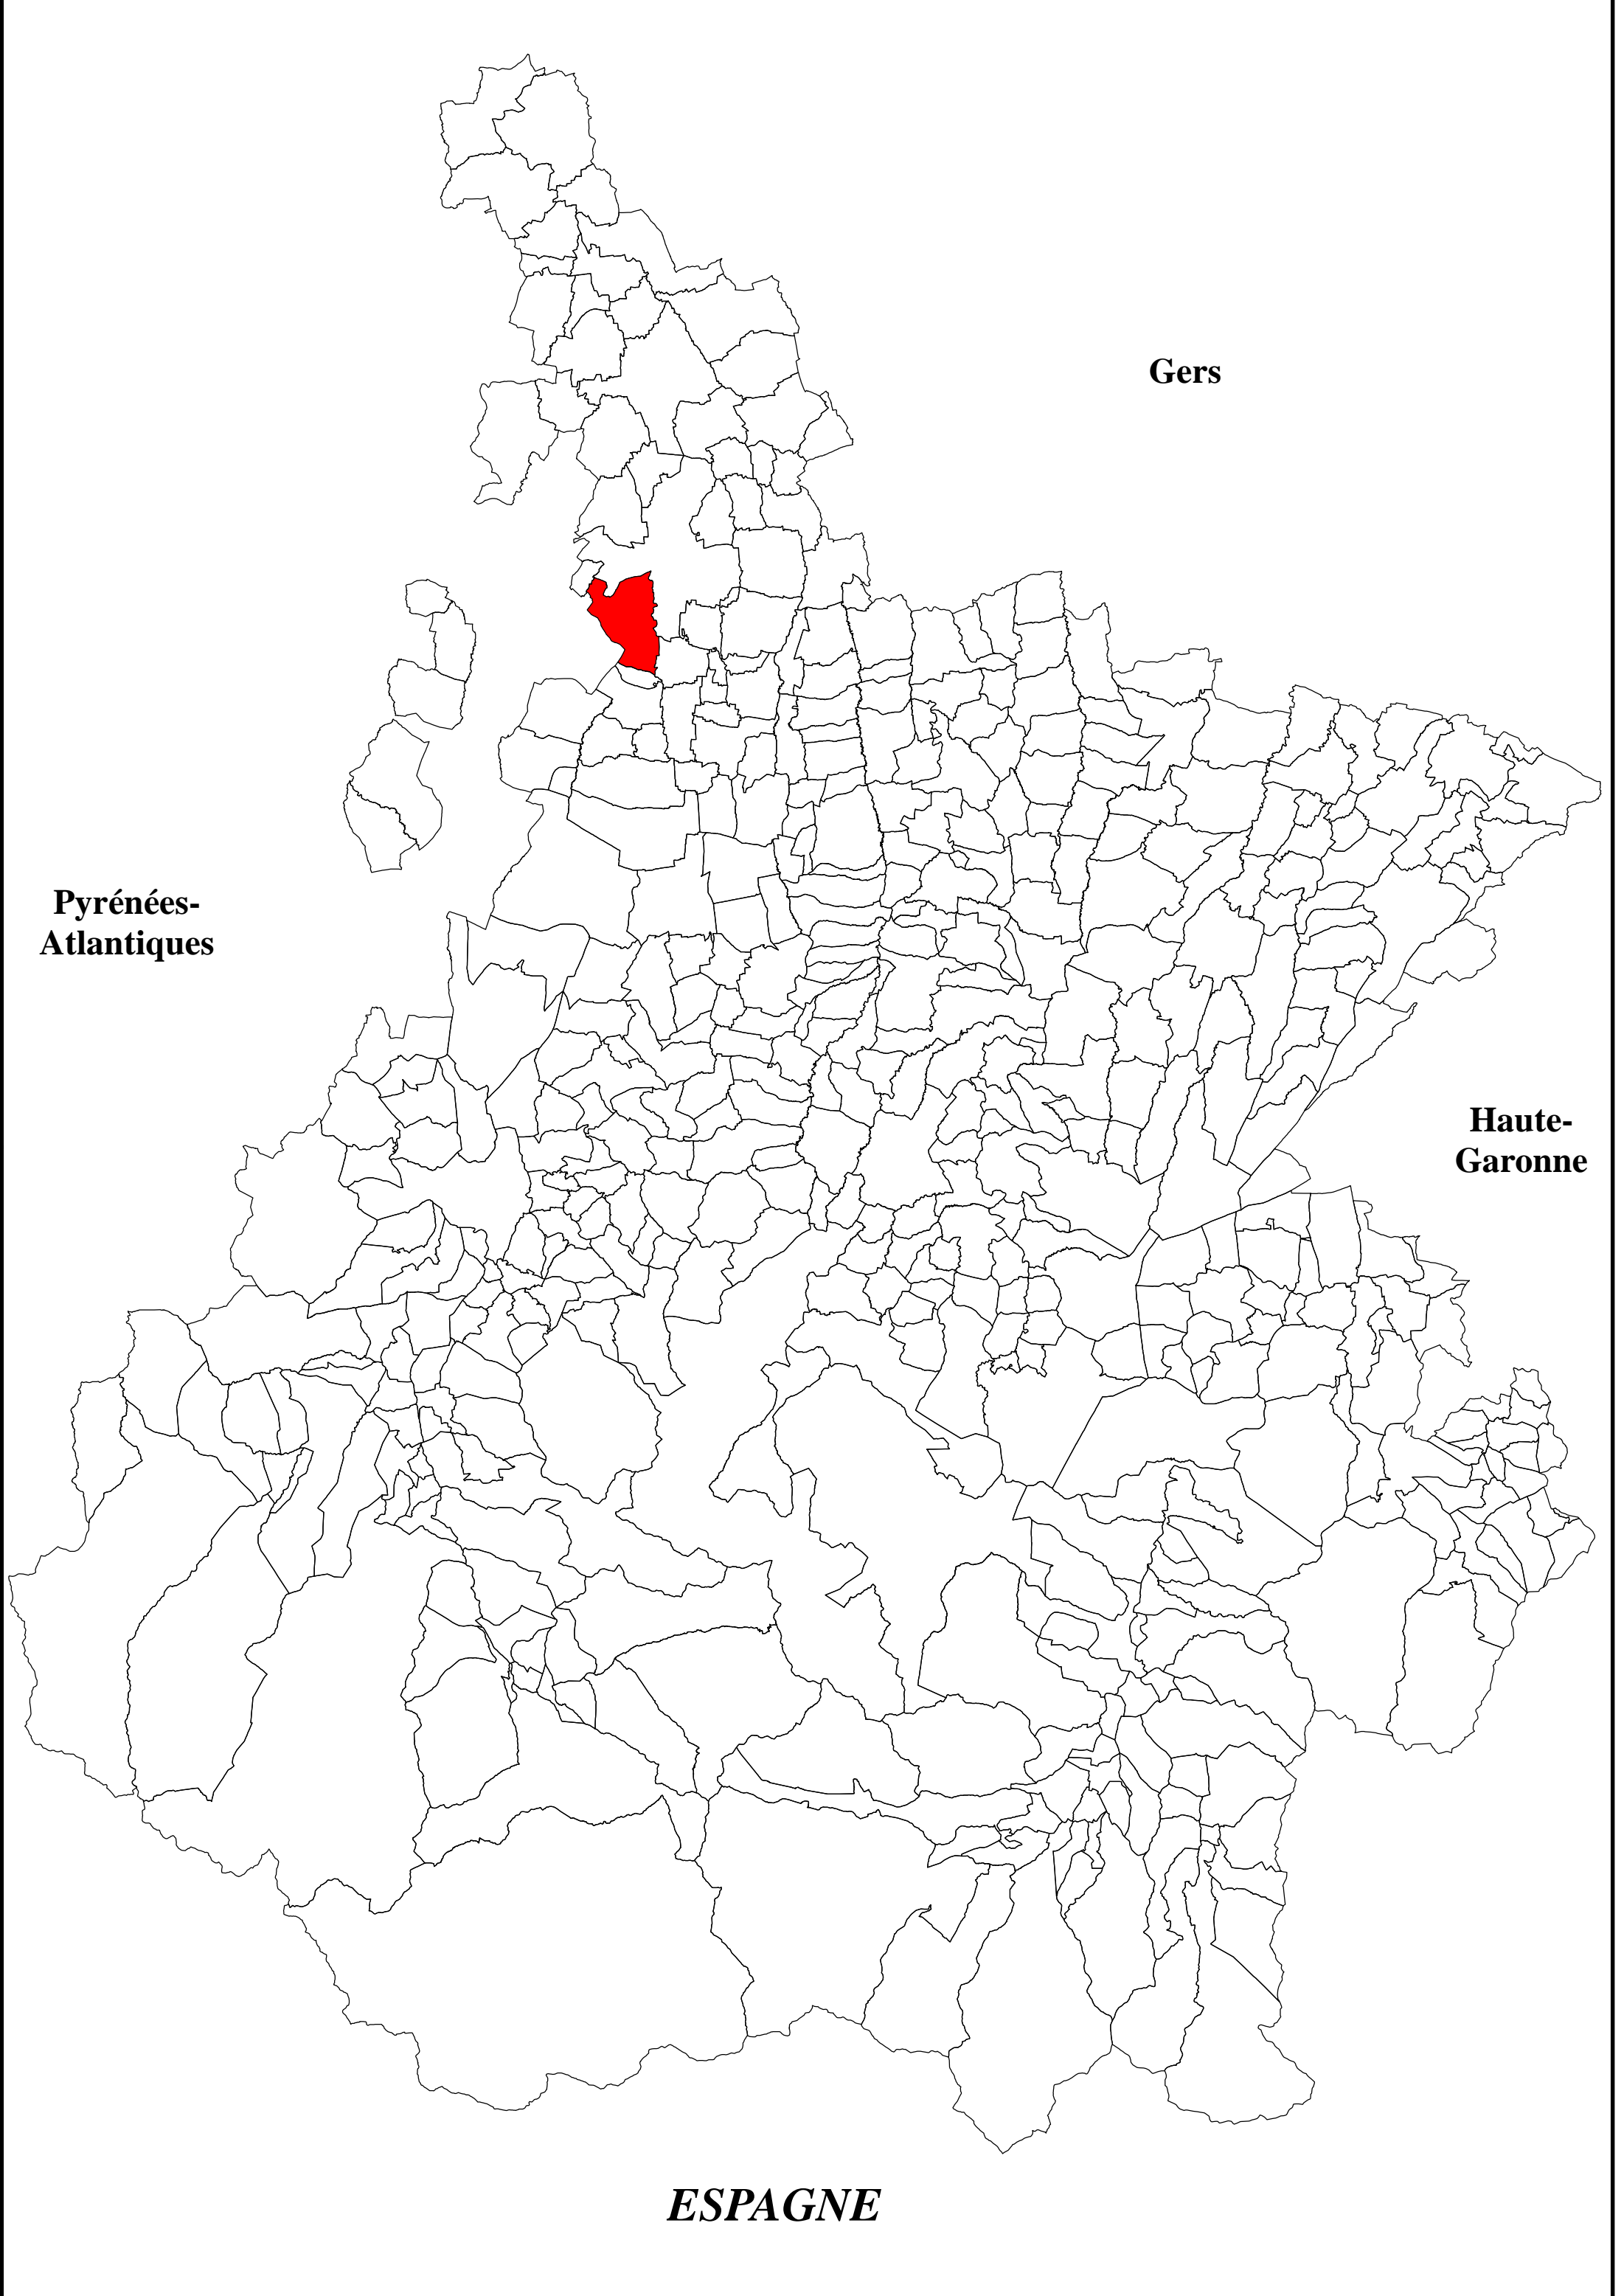 Gers
Pyrénées-
Atlantiques
Haute-
Garonne
ESPAGNE